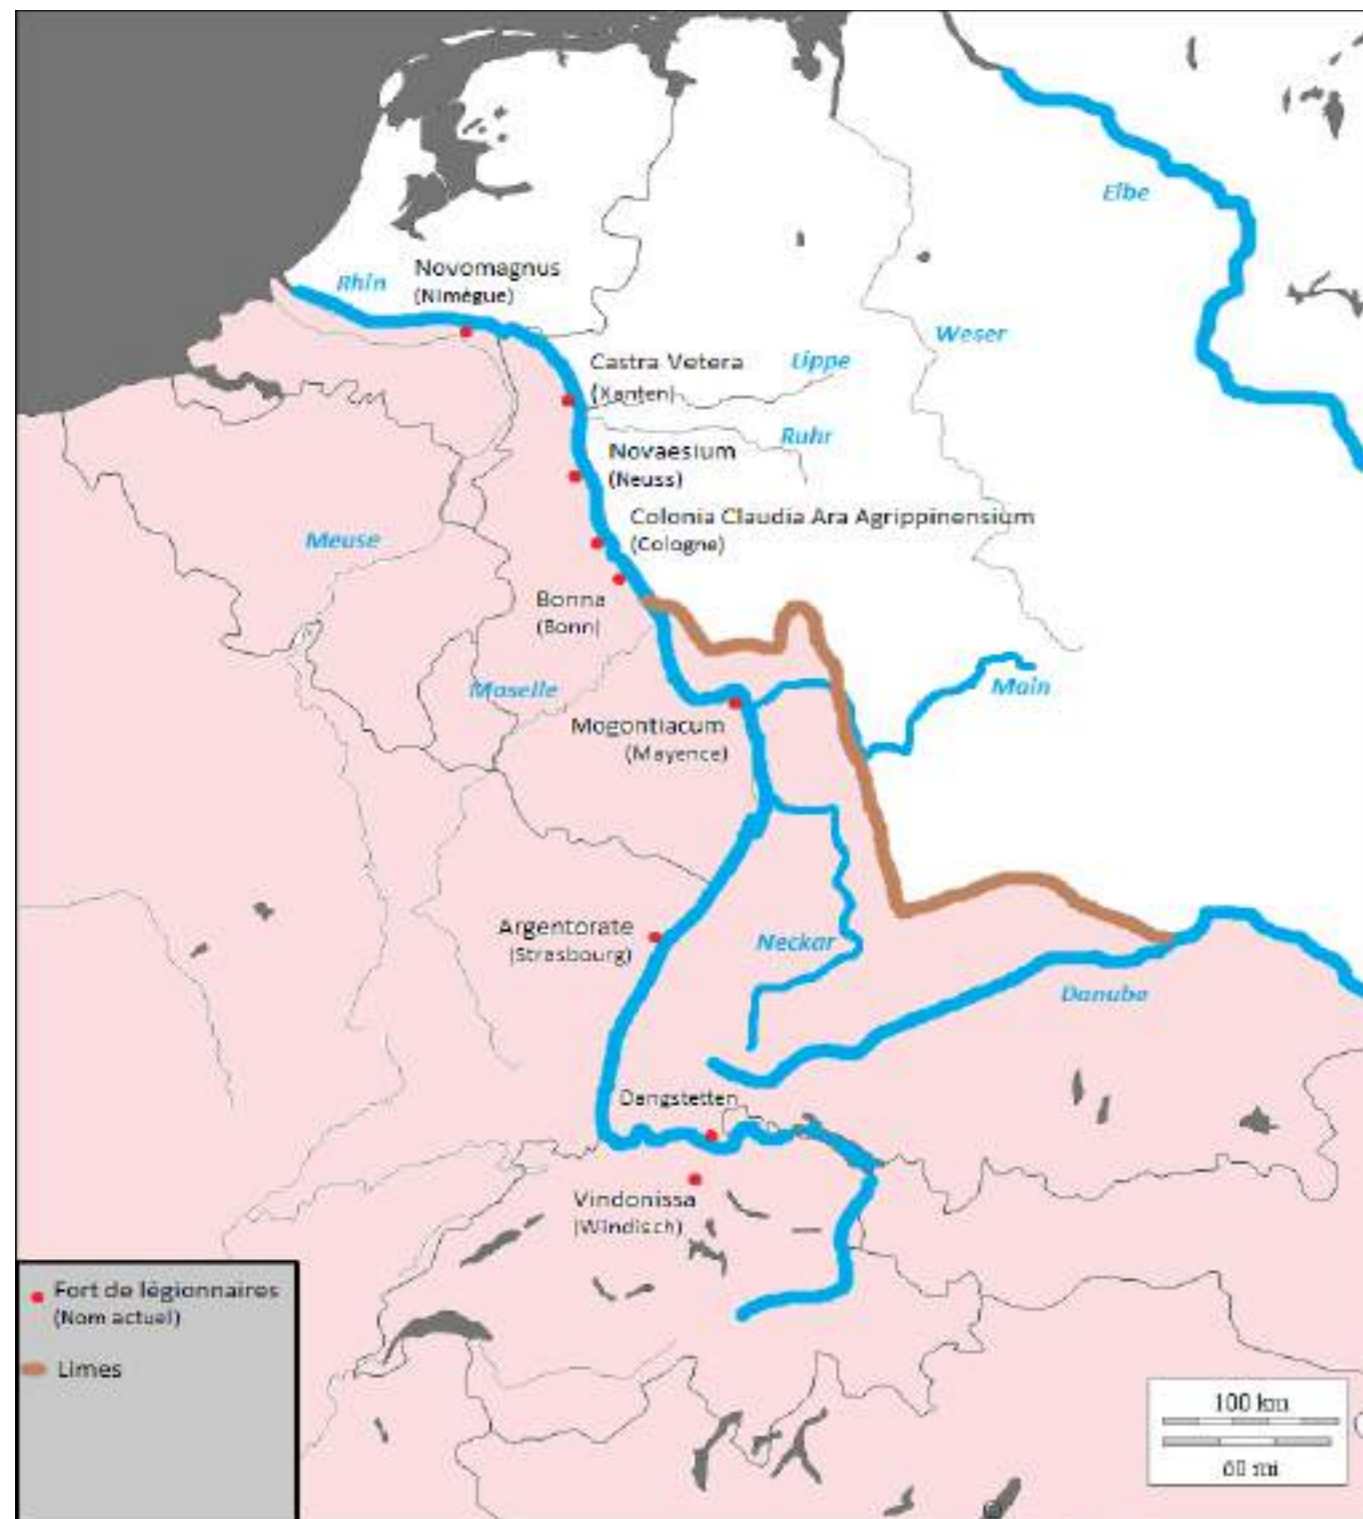 Elbe
Rhin
Novomagnus
(Nimègue)
Weser
Castra Vetera
(Xanten)
Lippe
Ruhr
Novaesium
(Neuss)
Colonia Claudia Ara Agrippinensium
(Cologne)
Meuse
Bonna
(Bonn)
Moselle
Main
Mogontiacum
(Mayence)
Argentorate
(Strasbourg)
Neckar
Danube
Dangstetten
Vindonissa
(Windisch)
Fort de légionnaires
(Nom actuel)
Limes
100 km
60 mi